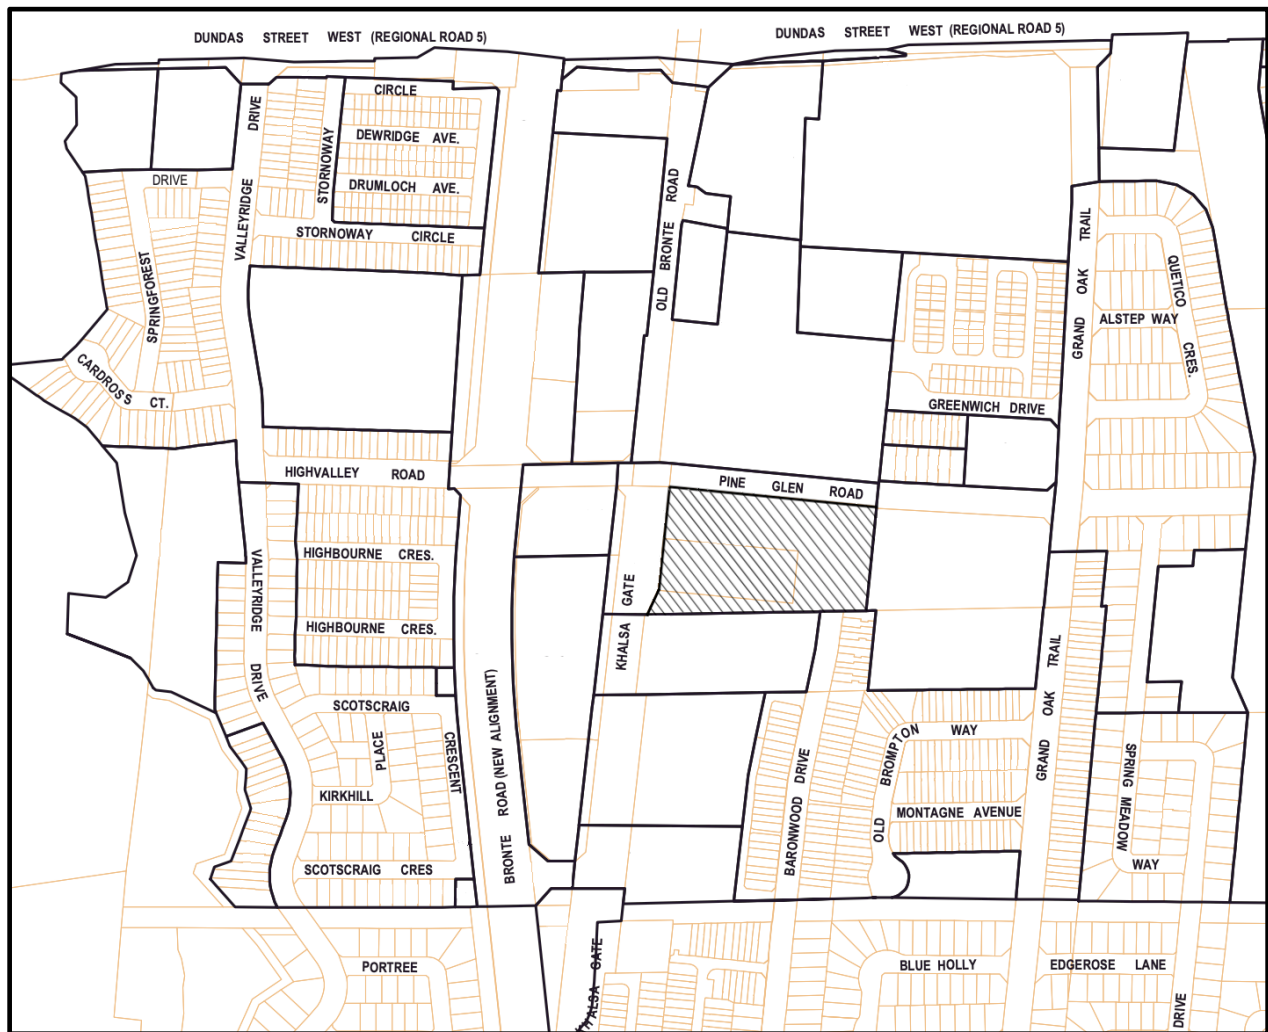 DUNDAS STREET WEST (REGIONAL ROAD 5)
DUNDAS STREET WEST (REGIONAL ROAD 5)
CIRCLE
DRIVE
DEWRIDGE AVE.
STORNOWAY
DRUMLOCH AVE.
DRIVE
VALLEYRIDGE
STORNOWAY CIRCLE
OLD BRONTE ROAD
GRAND OAK TRAIL
QUETICO
CRES.
ALSTEP WAY
SPRINGFOREST
CARDROSS CT.
GREENWICH DRIVE
HIGHVALLEY ROAD
PINE GLEN ROAD
HIGHBOURNE CRES.
VALLEYRIDGE DRIVE
HIGHBOURNE CRES.
KHALSA GATE
GRAND OAK TRAIL
SCOTSCRAIG
CRESCENT
PLACE
KIRKHILL
BRONTE ROAD (NEW ALIGNMENT)
BARONWOOD DRIVE
OLD BROMPTON WAY
MONTAGNE AVENUE
SPRING MEADOW
WAY
SCOTSCRAIG CRES
PORTREE
KHALSA GATE
BLUE HOLLY
EDGEROSE LANE
DRIVE